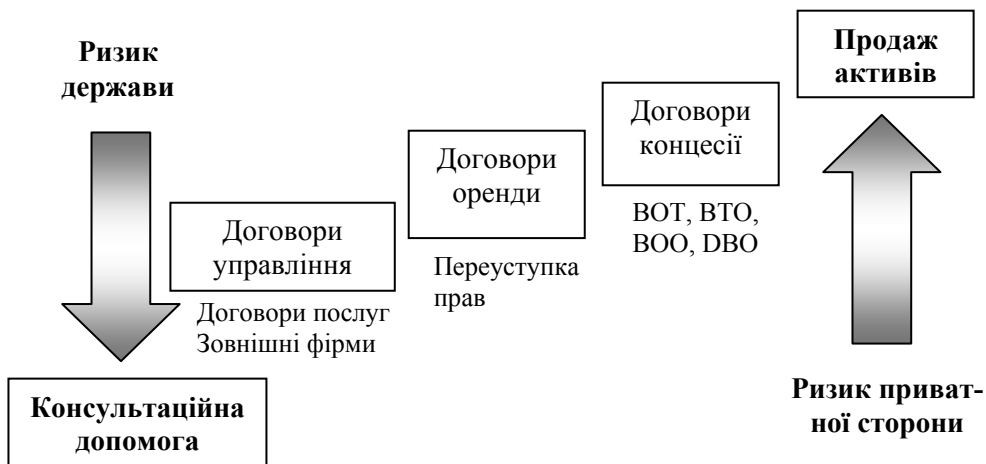 Ризик
держави
Продаж
активів
Договори
концесії
BOT, BTO,
BOO, DBO
Договори
оренди
Переуступка
прав
Договори
управління
Договори послуг
Зовнішні фірми
Консультаційна
допомога
Ризик приват-
ної сторони